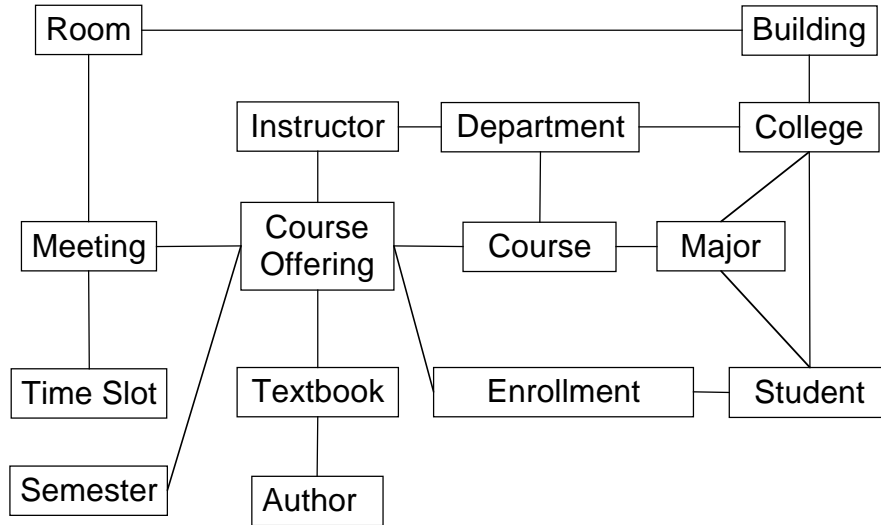 Room
Building
Instructor
Department
College
Meeting
Course
Offering
Course
Major
Time Slot
Textbook
Enrollment
Student
Semester
Author